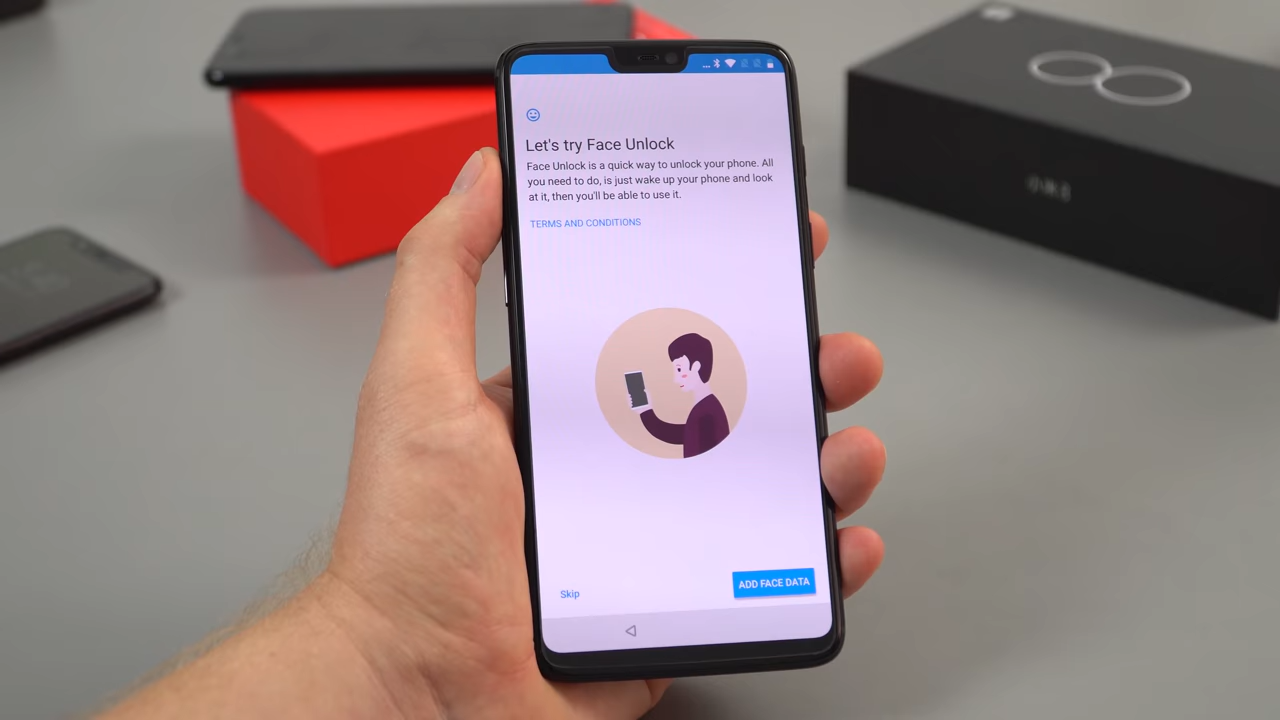 Let's try Face Unlock
Face Unlock is a quick way to unlock your phone. All
you need to do, is just wake up your phone and look
at it, then you'll be able to use it.
TERMS AND CONDITIONS
Skip
ADD FACE DATA